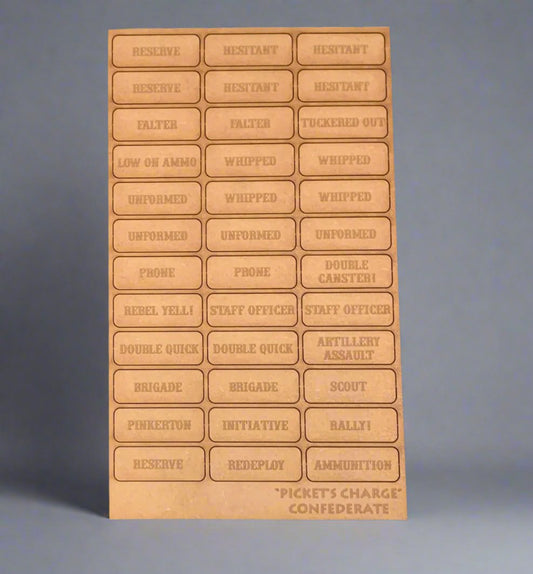 RESERVE HESITANT HESITANT
RESERVE HESITANT HESITANT
FALTER FALTER TUCKERED OUT
LOW ON AMMO WHIPPED WHIPPED
UNFORMED WHIPPED WHIPPED
UNFORMED UNFORMED UNFORMED
PRONE PRONE DOUBLE
CANSTER!
REBEL YELL! STAFF OFFICER STAFF OFFICER
DOUBLE QUICK DOUBLE QUICK ARTILLERY
ASSAULT
BRIGADE BRIGADE SCOUT
PINKERTON INITIATIVE RALLY!
RESERVE REDEPLOY AMMUNITION
"PICKET'S CHARGE"
CONFEDERATE